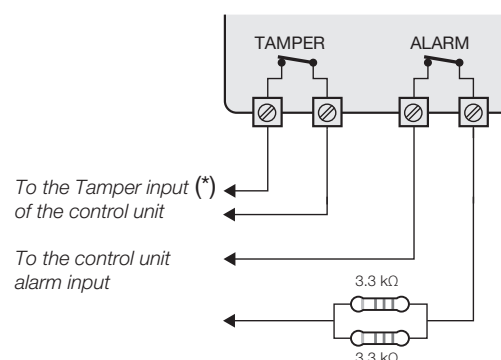 TAMPER ALARM
To the Tamper input (*)
of the control unit
To the control unit
alarm input
3.3 kΩ
3.3 kΩ